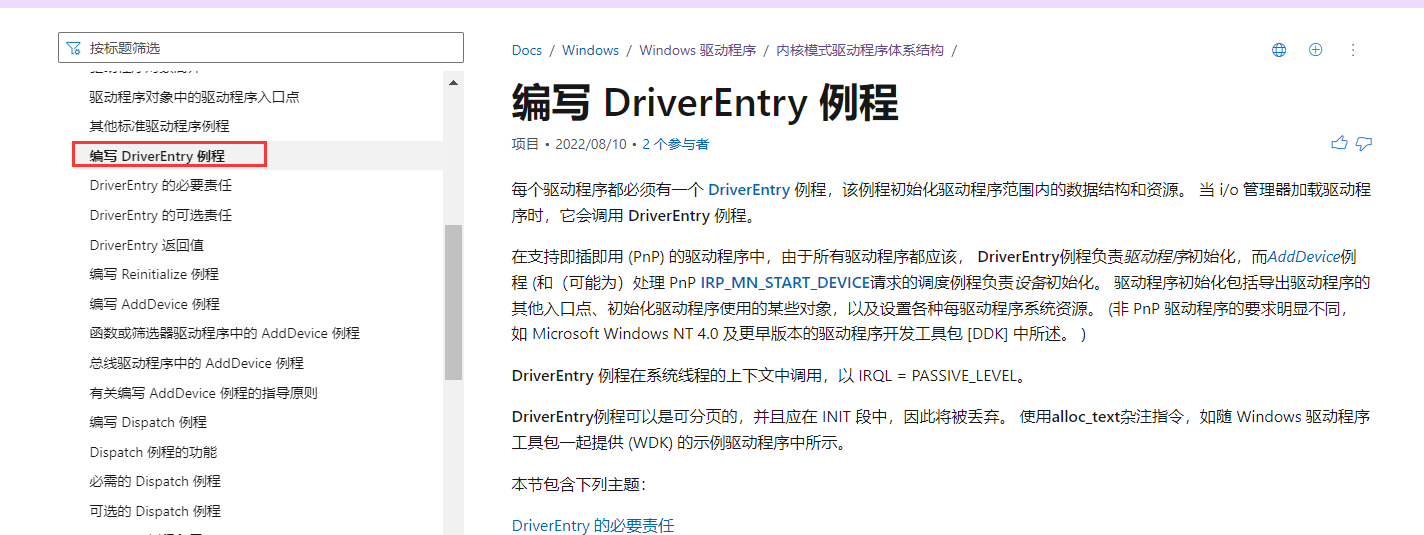 按标题筛选
驱动程序对象中的驱动程序入口点
其他标准驱动程序例程
编写 DriverEntry 例程
DriverEntry 的必要责任
DriverEntry 的可选责任
DriverEntry 返回值
编写 Reinitialize 例程
编写 AddDevice 例程
函数或筛选器驱动程序中的 AddDevice 例程
总线驱动程序中的 AddDevice 例程
有关编写 AddDevice 例程的指导原则
编写 Dispatch 例程
Dispatch 例程的功能
必需的 Dispatch 例程
可选的 Dispatch 例程
Docs / Windows / Windows 驱动程序 / 内核模式驱动程序体系结构 /
编写 DriverEntry 例程
项目 • 2022/08/10 • 2 个参与者
每个驱动程序都必须有一个 DriverEntry 例程，该例程初始化驱动程序范围内的数据结构和资源。 当 i/o 管理器加载驱动程
序时，它会调用 DriverEntry 例程。
在支持即插即用 (PnP) 的驱动程序中，由于所有驱动程序都应该， DriverEntry例程负责驱动程序初始化，而AddDevice例
程 (和（可能为）处理 PnP IRP_MN_START_DEVICE请求的调度例程负责设备初始化。 驱动程序初始化包括导出驱动程序的
其他入口点、初始化驱动程序使用的某些对象，以及设置各种每驱动程序系统资源。 (非 PnP 驱动程序的要求明显不同，
如 Microsoft Windows NT 4.0 及更早版本的驱动程序开发工具包 [DDK] 中所述。 )
DriverEntry 例程在系统线程的上下文中调用，以 IRQL = PASSIVE_LEVEL。
DriverEntry例程可以是可分页的，并且应在 INIT 段中，因此将被丢弃。 使用alloc_text杂注指令，如随 Windows 驱动程序
工具包一起提供 (WDK) 的示例驱动程序中所示。
本节包含下列主题：
DriverEntry 的必要责任